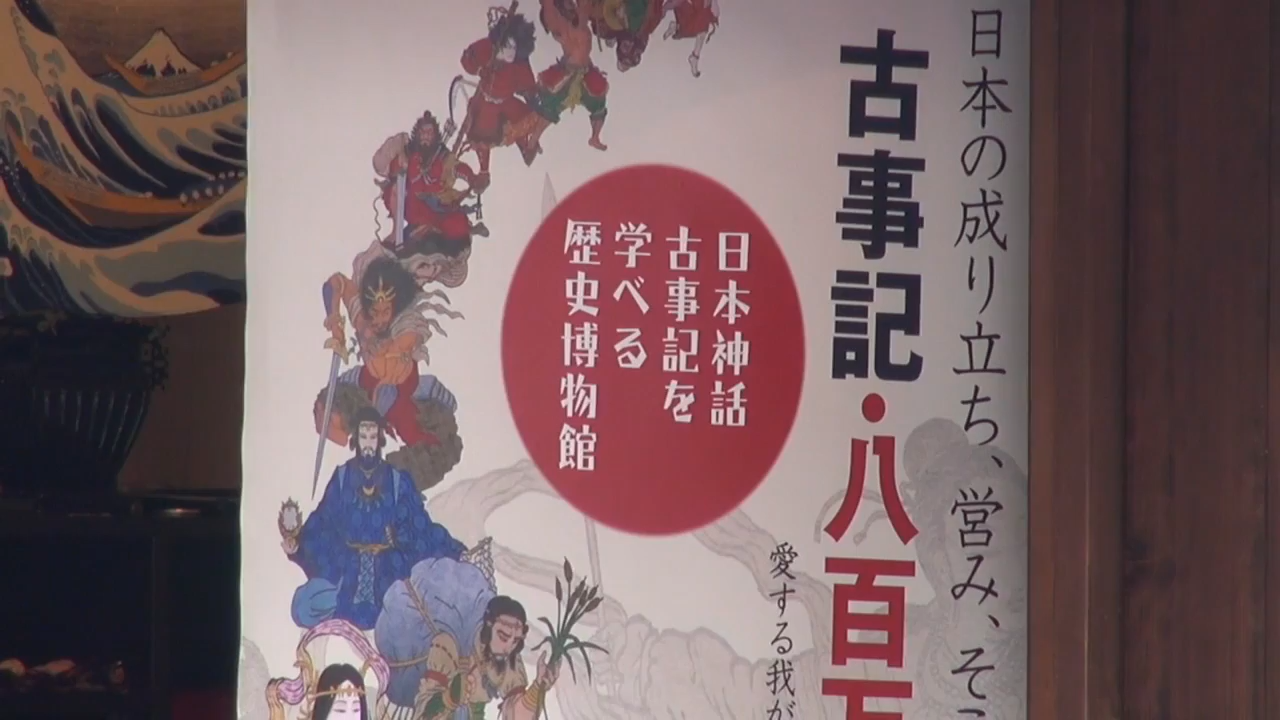 日本の成り立ち、営み、そ
古事記・八百万
愛する我が
日本神話
古事記を
学べる
歴史博物館